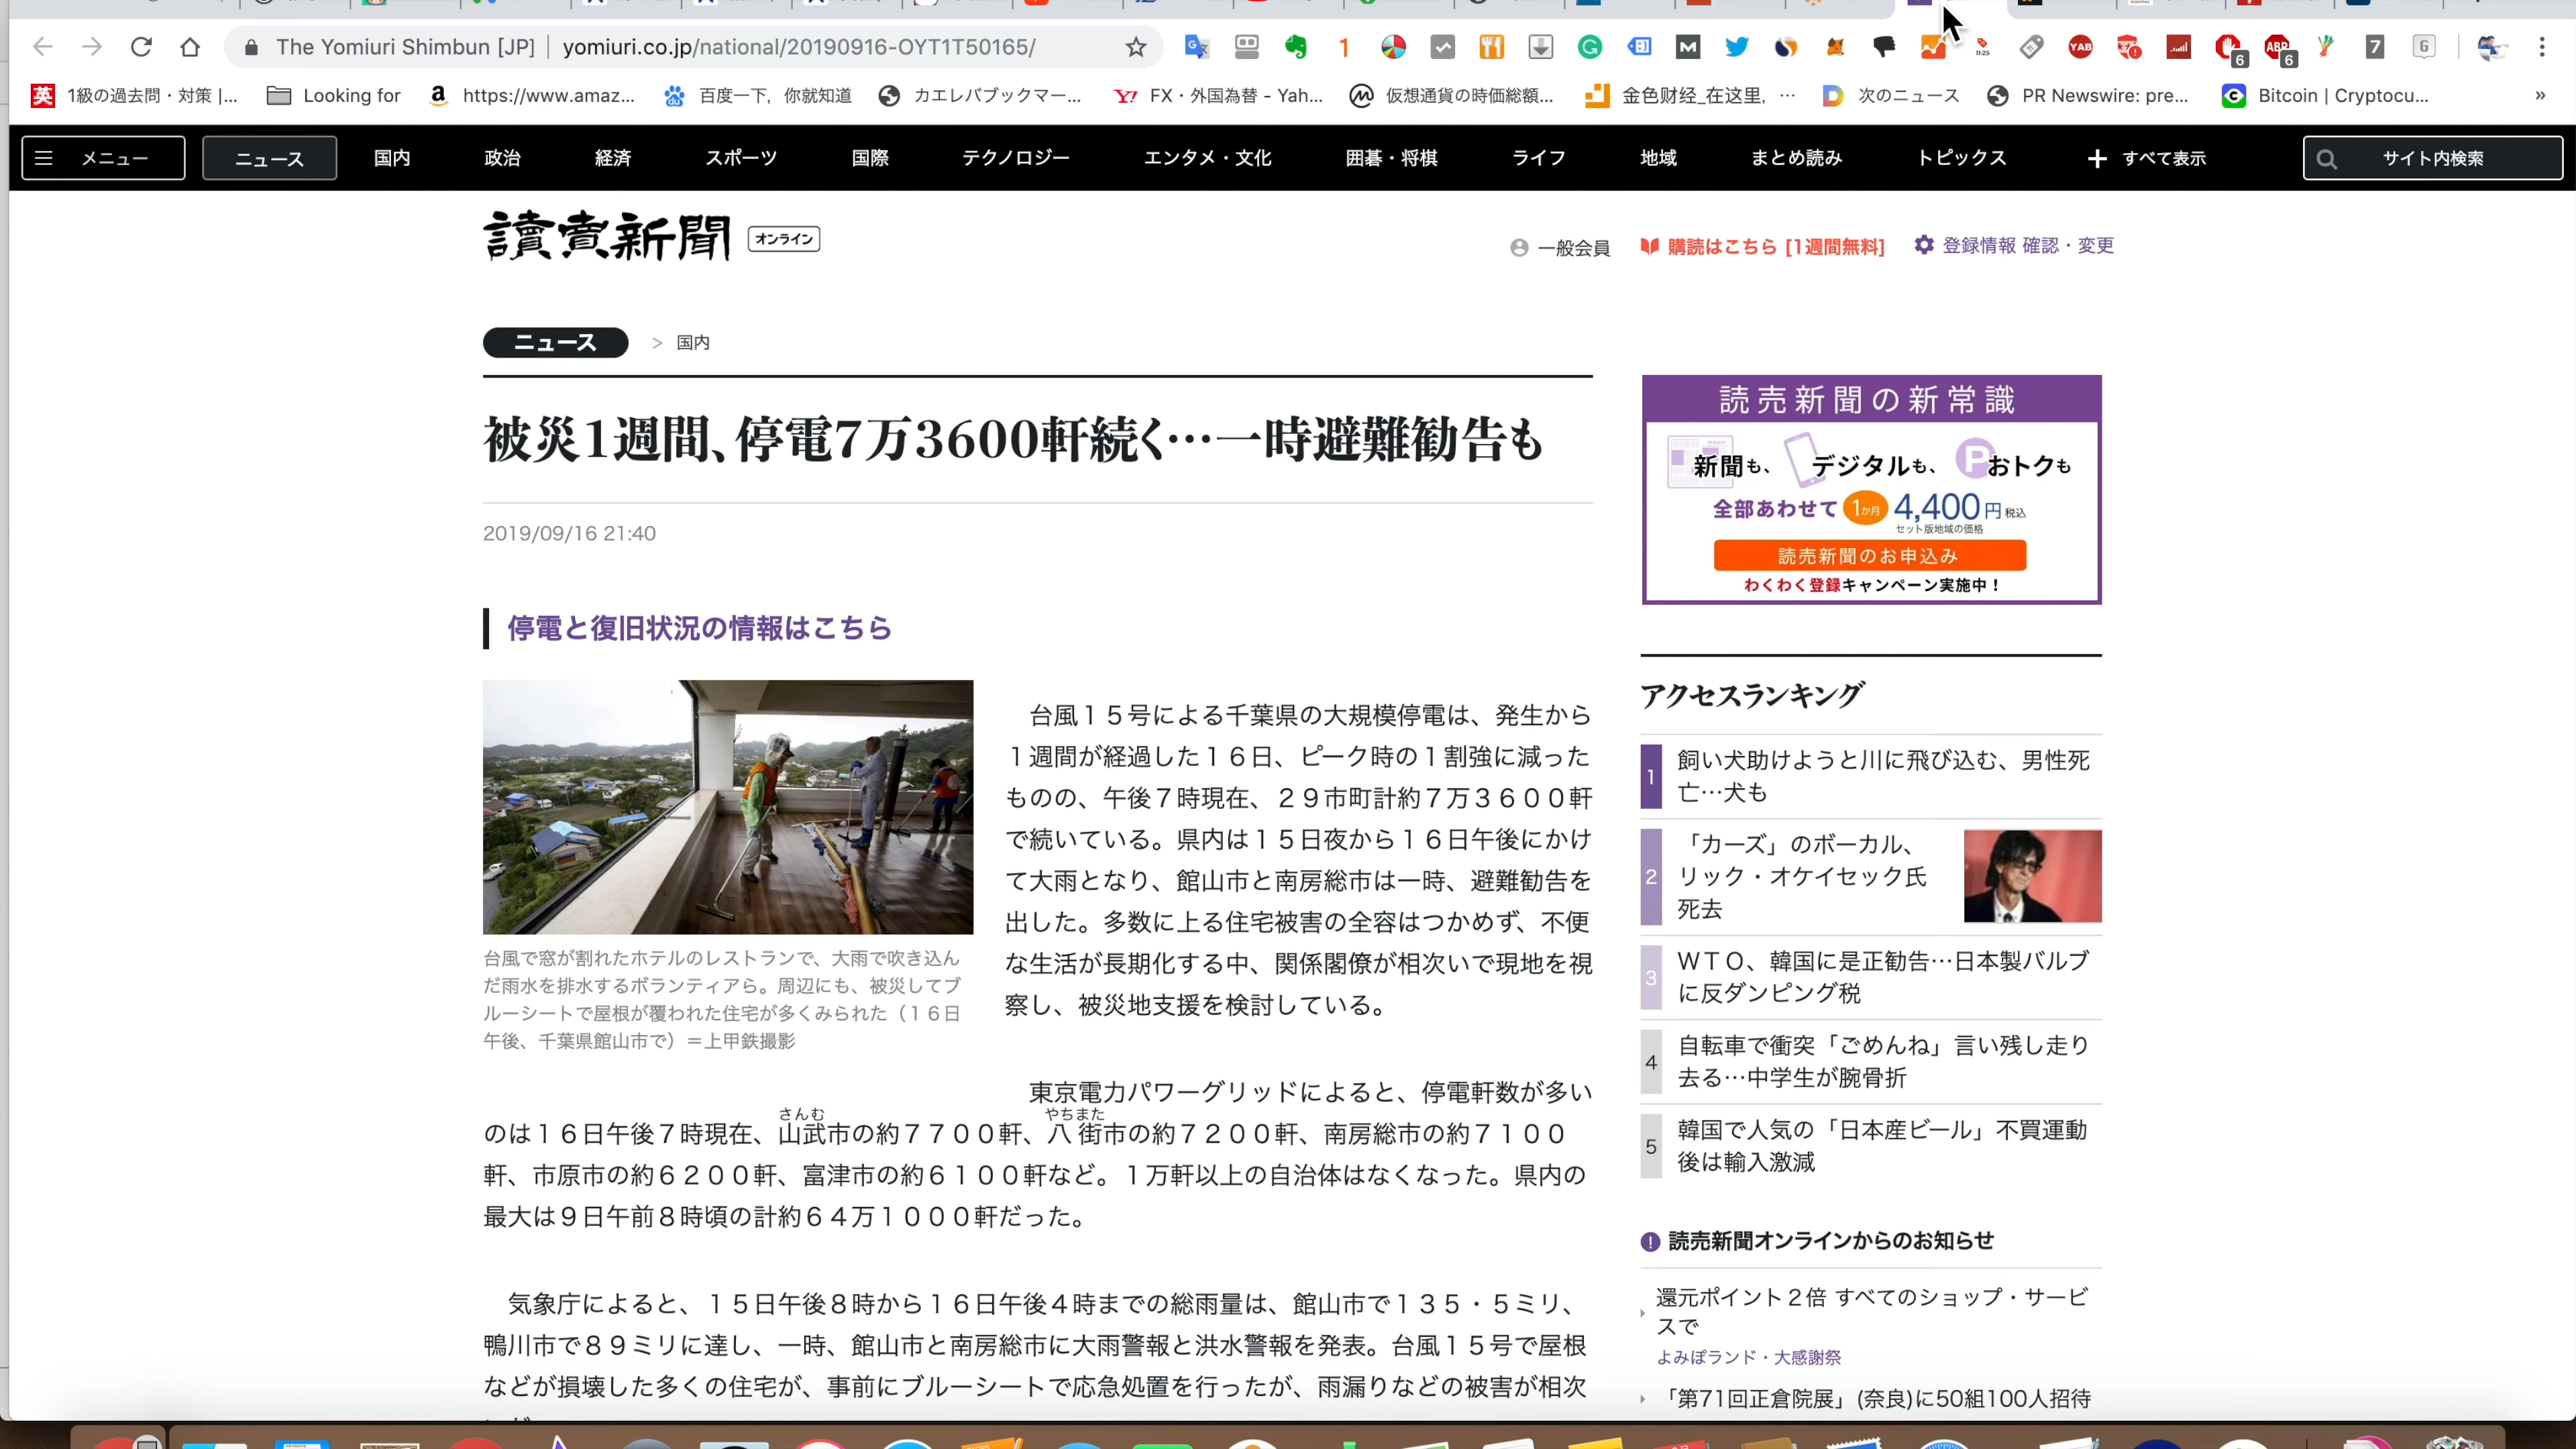 The Yomiuri Shimbun [JP] | yomiuri.co.jp/national/20190916-OYT1T50165/
英 1級の過去問・対策 |...
Looking for
https://www.amaz...
百度一下,你就知道
カエレバブックマー...
FX・外国為替 - Yah...
仮想通貨の時価総額...
金色财经_在这里, ...
次のニュース
PR Newswire: pre...
Bitcoin | Cryptocu...
»
メニュー
ニュース
国内
政治
経済
スポーツ
国際
テクノロジー
エンタメ・文化
囲碁・将棋
ライフ
地域
まとめ読み
トピックス
+ すべて表示
サイト内検索
讀賣新聞 オンライン
一般会員
購読はこちら [1週間無料]
登録情報 確認・変更
ニュース > 国内
被災1週間、停電7万3600軒続く…一時避難勧告も
2019/09/16 21:40
停電と復旧状況の情報はこちら
台風で窓が割れたホテルのレストランで、大雨で吹き込ん
だ雨水を排水するボランティアら。周辺にも、被災してブ
ルーシートで屋根が覆われた住宅が多くみられた(16日
午後、千葉県館山市で)=上甲鉄撮影
台風15号による千葉県の大規模停電は、発生から
1週間が経過した16日、ピーク時の1割強に減った
ものの、午後7時現在、29市町計約7万3600軒
で続いている。県内は15日夜から16日午後にかけ
て大雨となり、館山市と南房総市は一時、避難勧告を
出した。多数に上る住宅被害の全容はつかめず、不便
な生活が長期化する中、関係閣僚が相次いで現地を視
察し、被災地支援を検討している。
東京電力パワーグリッドによると、停電軒数が多い
さんむ やちまた
のは16日午後7時現在、山武市の約7700軒、八街市の約7200軒、南房総市の約7100
軒、市原市の約6200軒、富津市の約6100軒など。1万軒以上の自治体はなくなった。県内の
最大は9日午前8時頃の計約64万1000軒だった。
気象庁によると、15日午後8時から16日午後4時までの総雨量は、館山市で135・5ミリ、
鴨川市で89ミリに達し、一時、館山市と南房総市に大雨警報と洪水警報を発表。台風15号で屋根
などが損壊した多くの住宅が、事前にブルーシートで応急処置を行ったが、雨漏りなどの被害が相次
読売新聞の新常識
新聞も、 デジタルも、 Pおトクも
全部あわせて 1か月 4,400円 税込
セット版地域の価格
読売新聞のお申込み
わくわく登録キャンペーン実施中!
アクセスランキング
1 飼い犬助けようと川に飛び込む、男性死
亡…犬も
2 「カーズ」のボーカル、
リック・オケイセック氏
死去
3 WTO、韓国に是正勧告…日本製バルブ
に反ダンピング税
4 自転車で衝突「ごめんね」言い残し走り
去る…中学生が腕骨折
5 韓国で人気の「日本産ビール」不買運動
後は輸入激減
読売新聞オンラインからのお知らせ
還元ポイント2倍 すべてのショップ・サービ
スで
よみぽランド・大感謝祭
「第71回正倉院展」(奈良)に50組100人招待